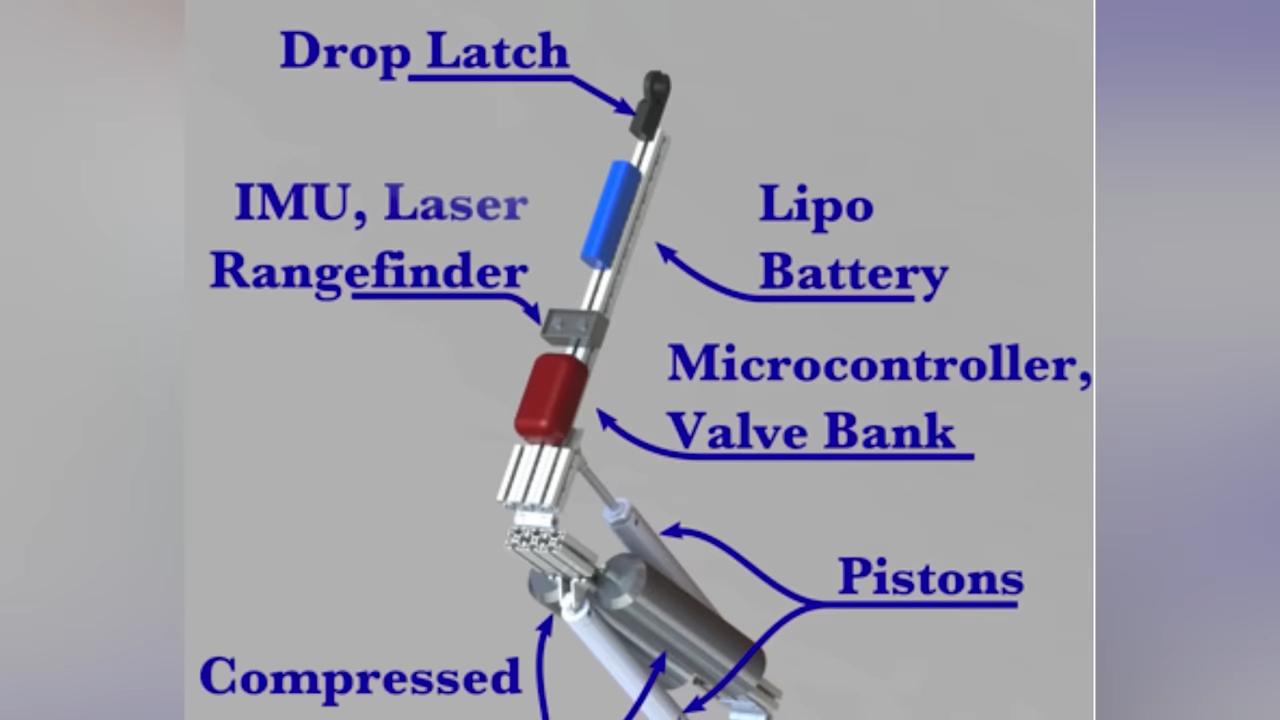 Drop Latch
IMU, Laser
Rangefinder
Lipo
Battery
Microcontroller,
Valve Bank
Pistons
Compressed